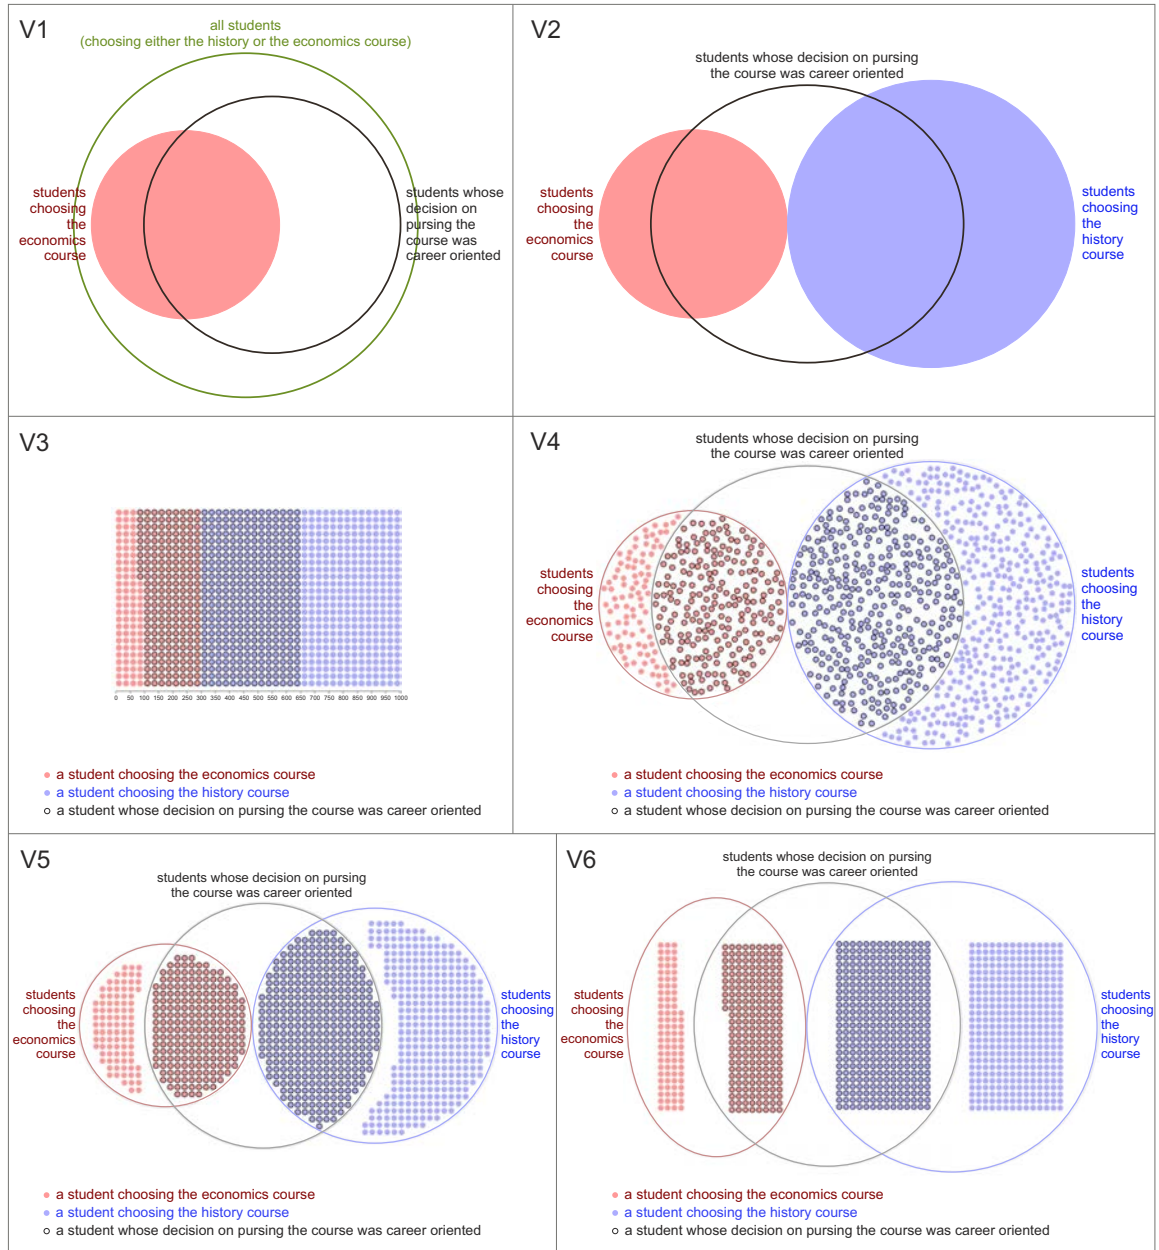 V1
all students
(choosing either the history or the economics course)
students
choosing
the
economics
course
students whose
decision on
pursing the
course was
career oriented
V2
students whose decision on pursing
the course was career oriented
students
choosing
the
economics
course
students
choosing
the
history
course
V3
0 50 100 150 200 250 300 350 400 450 500 550 600 650 700 750 800 850 900 950 1000
a student choosing the economics course
a student choosing the history course
a student whose decision on pursing the course was career oriented
V4
students whose decision on pursing
the course was career oriented
students
choosing
the
economics
course
students
choosing
the
history
course
a student choosing the economics course
a student choosing the history course
a student whose decision on pursing the course was career oriented
V5
students whose decision on pursing
the course was career oriented
students
choosing
the
economics
course
students
choosing
the
history
course
a student choosing the economics course
a student choosing the history course
a student whose decision on pursing the course was career oriented
V6
students whose decision on pursing
the course was career oriented
students
choosing
the
economics
course
students
choosing
the
history
course
a student choosing the economics course
a student choosing the history course
a student whose decision on pursing the course was career oriented